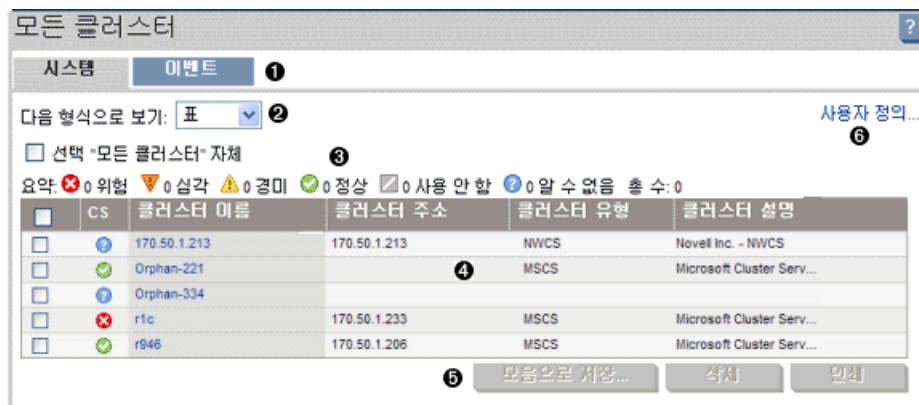 모든 클러스터 ?
시스템 이벤트 ❶
다음 형식으로 보기: 표 ❷ 사용자 정의...
❻
선택 "모든 클러스터" 자체 ❸
요약: 0 위험 0 심각 0 경미 0 정상 0 사용 안 함 0 알 수 없음 총 수: 0
CS 클러스터 이름 클러스터 주소 클러스터 유형 클러스터 설명
170.50.1.213 170.50.1.213 NWCS Novell Inc. - NWCS
Orphan-221 ❹ MSCS Microsoft Cluster Serv...
Orphan-334
r1c 170.50.1.233 MSCS Microsoft Cluster Serv...
r946 170.50.1.206 MSCS Microsoft Cluster Serv...
❺ 모음으로 저장... 삭제 인쇄